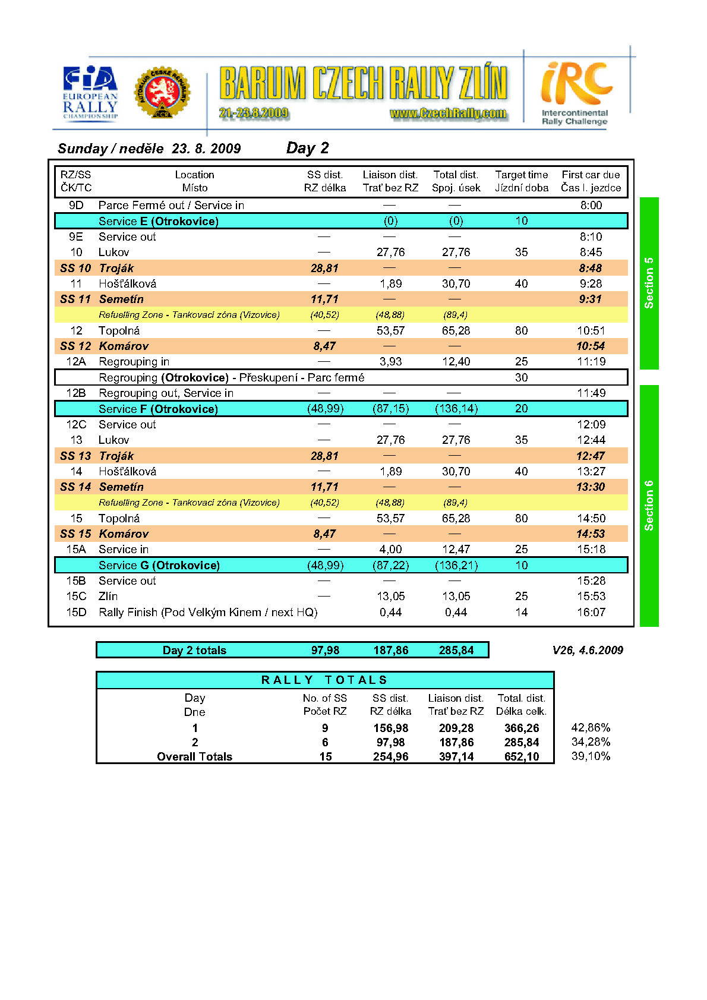 FIA
EUROPEAN
RALLY
CHAMPIONSHIP
AUTOKLUB ČESKÉ REPUBLIKY
AČR
BARUM CZECH RALLY ZLÍN
21.-23.8.2009 www.CzechRally.com
iRC
Intercontinental
Rally Challenge
Sunday / neděle 23. 8. 2009 Day 2
RZ/SS Location SS dist. Liaison dist. Total dist. Target time First car due
ČK/TC Místo RZ délka Trať bez RZ Spoj. úsek Jízdní doba Čas I. jezdce
9D Parce Fermé out / Service in — — 8:00
Service E (Otrokovice) (0) (0) 10
9E Service out — — — 8:10
10 Lukov — 27,76 27,76 35 8:45
SS 10 Troják 28,81 — — 8:48
11 Hošťálková — 1,89 30,70 40 9:28
SS 11 Semetín 11,71 — — 9:31
Refuelling Zone - Tankovací zóna (Vizovice) (40,52) (48,88) (89,4)
12 Topolná — 53,57 65,28 80 10:51
SS 12 Komárov 8,47 — — 10:54
12A Regrouping in — 3,93 12,40 25 11:19
Regrouping (Otrokovice) - Přeskupení - Parc fermé 30
Section 5
12B Regrouping out, Service in — — — 11:49
Service F (Otrokovice) (48,99) (87,15) (136,14) 20
12C Service out — — — 12:09
13 Lukov — 27,76 27,76 35 12:44
SS 13 Troják 28,81 — — 12:47
14 Hošťálková — 1,89 30,70 40 13:27
SS 14 Semetín 11,71 — — 13:30
Refuelling Zone - Tankovací zóna (Vizovice) (40,52) (48,88) (89,4)
15 Topolná — 53,57 65,28 80 14:50
SS 15 Komárov 8,47 — — 14:53
15A Service in — 4,00 12,47 25 15:18
Service G (Otrokovice) (48,99) (87,22) (136,21) 10
15B Service out — — — 15:28
15C Zlín — 13,05 13,05 25 15:53
15D Rally Finish (Pod Velkým Kinem / next HQ) 0,44 0,44 14 16:07
Section 6
Day 2 totals 97,98 187,86 285,84 V26, 4.6.2009
RALLY TOTALS
Day No. of SS SS dist. Liaison dist. Total. dist.
Dne Počet RZ RZ délka Trať bez RZ Délka celk.
1 9 156,98 209,28 366,26 42,86%
2 6 97,98 187,86 285,84 34,28%
Overall Totals 15 254,96 397,14 652,10 39,10%